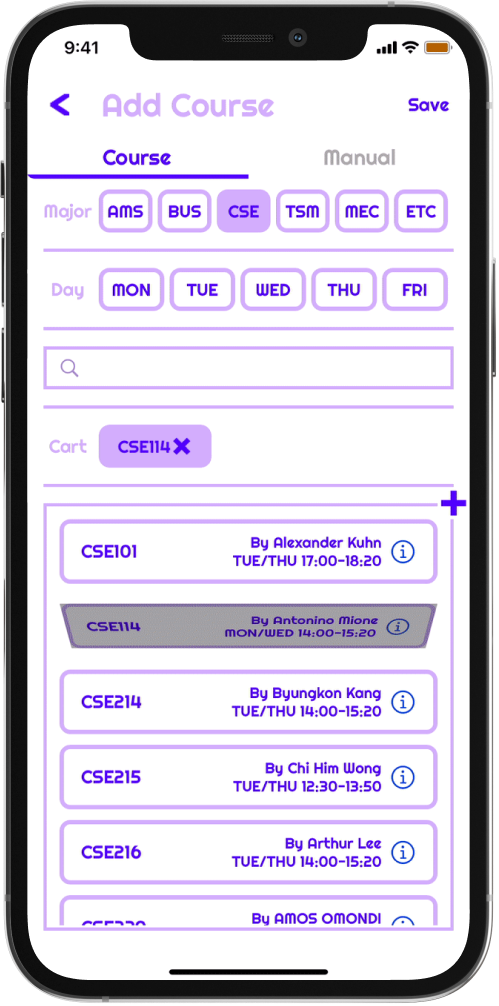 9:41
Add Course
Save
Course Manual
Major AMS BUS CSE TSM MEC ETC
Day MON TUE WED THU FRI
Cart CSE114
CSE101 By Alexander Kuhn
TUE/THU 17:00-18:20
CSE114 By Antonino Mione
MON/WED 14:00-15:20
CSE214 By Byungkon Kang
TUE/THU 14:00-15:20
CSE215 By Chi Him Wong
TUE/THU 12:30-13:50
CSE216 By Arthur Lee
TUE/THU 14:00-15:20
By AMOS OMONDI